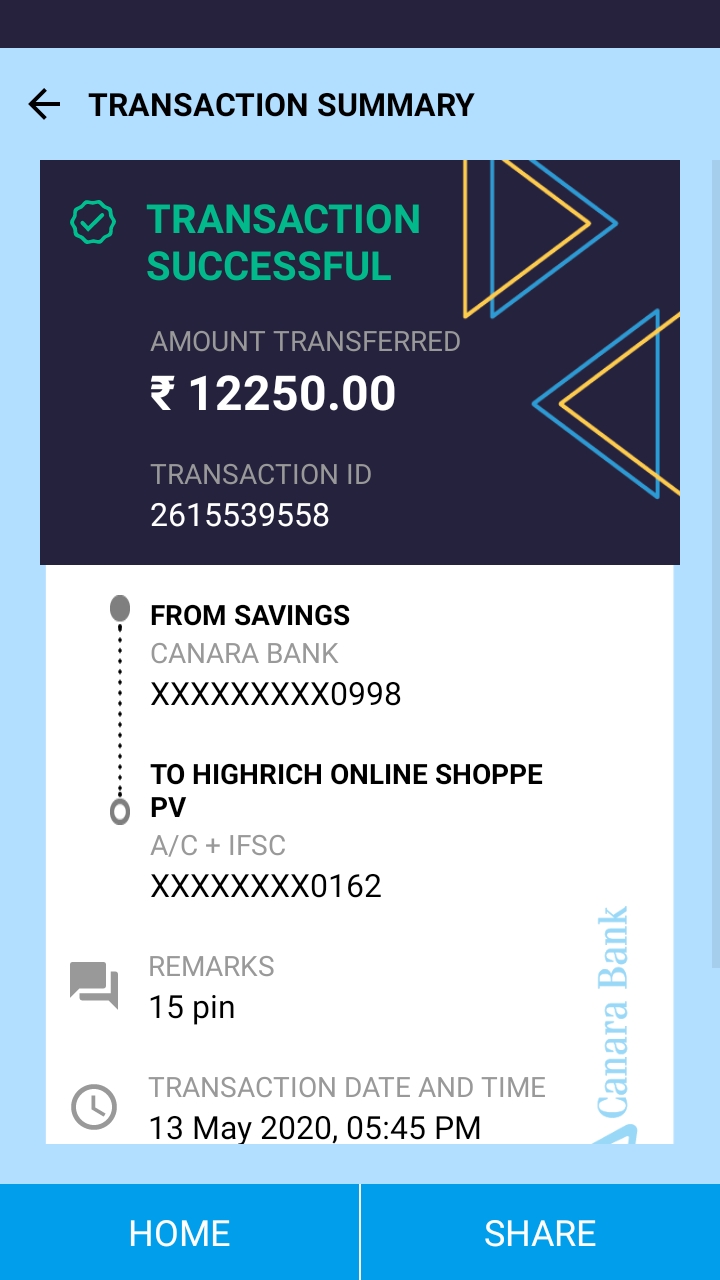 TRANSACTION SUMMARY
TRANSACTION
SUCCESSFUL
AMOUNT TRANSFERRED
₹ 12250.00
TRANSACTION ID
2615539558
FROM SAVINGS
CANARA BANK
XXXXXXXXX0998
TO HIGHRICH ONLINE SHOPPE
PV
A/C + IFSC
XXXXXXXX0162
REMARKS
15 pin
TRANSACTION DATE AND TIME
13 May 2020, 05:45 PM
Canara Bank
HOME
SHARE